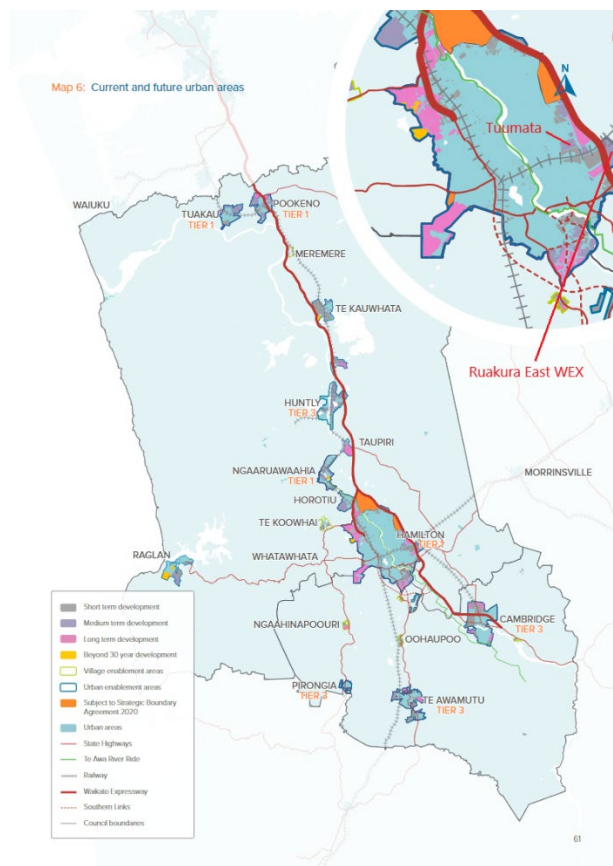 Map 6: Current and future urban areas
N
Tuumata
Ruakura East WEX
WAIUKU
TUAKAU
TIER 1
POOKENO
TIER 1
MEREMERE
TE KAUWHATA
HUNTLY
TIER 3
TAUPIRI
NGAARUAWAAHIA
TIER 1
HOROTIU
MORRINSVILLE
TE KOOWHAI
HAMILTON
RAGLAN
WHATAWHATA
CAMBRIDGE
TIER 3
NGAAHINAPOOURI
OOHAUPOO
PIRONGIA
TIER 3
TE AWAMUTU
TIER 3
Short term development
Medium term development
Long term development
Beyond 30 year development
Village enablement areas
Urban enablement areas
Subject to Strategic Boundary
Agreement 2020
Urban areas
State Highways
Te Awa River Ride
Railway
Waikato Expressway
Southern Links
Council boundaries
61